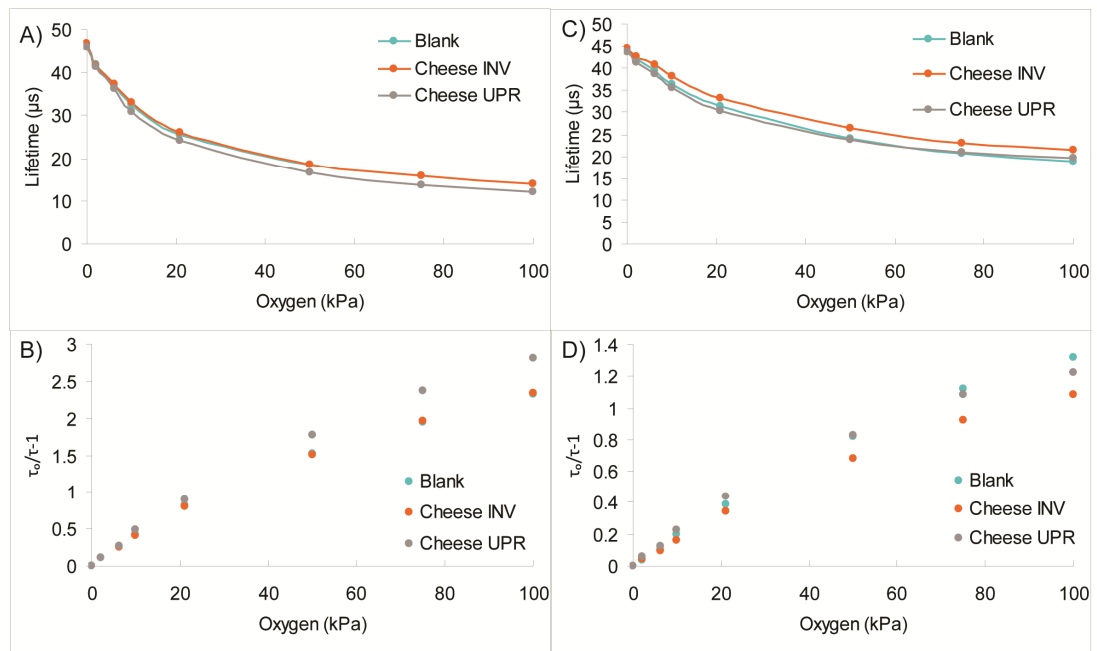 A)
50
40
30
20
10
0
Lifetime (µs)
Blank
Cheese INV
Cheese UPR
0 20 40 60 80 100
Oxygen (kPa)
C)
50
45
40
35
30
25
20
15
10
5
0
Lifetime (µs)
Blank
Cheese INV
Cheese UPR
0 20 40 60 80 100
Oxygen (kPa)
B)
3
2.5
2
1.5
1
0.5
0
τₒ/τ-1
Blank
Cheese INV
Cheese UPR
0 20 40 60 80 100
Oxygen (kPa)
D)
1.4
1.2
1
0.8
0.6
0.4
0.2
0
τₒ/τ-1
Blank
Cheese INV
Cheese UPR
0 20 40 60 80 100
Oxygen (kPa)